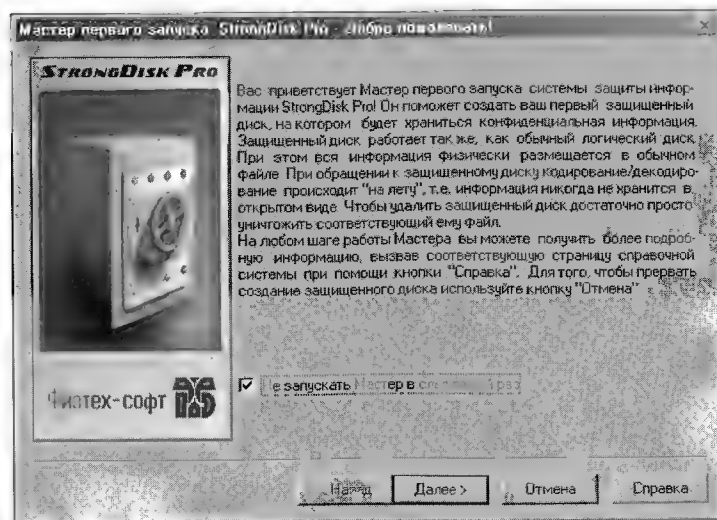 Мастер первого запуска StrongDisk Pro - Добро пожаловать!
STRONGDISK PRO
Вас приветствует Мастер первого запуска системы защиты инфор-
мации StrongDisk Pro! Он поможет создать ваш первый защищенный
диск, на котором будет храниться конфиденциальная информация.
Защищенный диск работает так же, как обычный логический диск.
При этом вся информация физически размещается в обычном
файле. При обращении к защищенному диску кодирование/декодиро-
вание происходит "на лету", т.е. информация никогда не хранится в
открытом виде. Чтобы удалить защищенный диск достаточно просто
уничтожить соответствующий ему файл.
На любом шаге работы Мастера вы можете получить более подроб-
ную информацию, вызвав соответствующую страницу справочной
системы при помощи кнопки "Справка". Для того, чтобы прервать
создание защищенного диска используйте кнопку "Отмена"
Физтех-софт
Не запускать Мастер в следующий раз
Назад
Далее >
Отмена
Справка